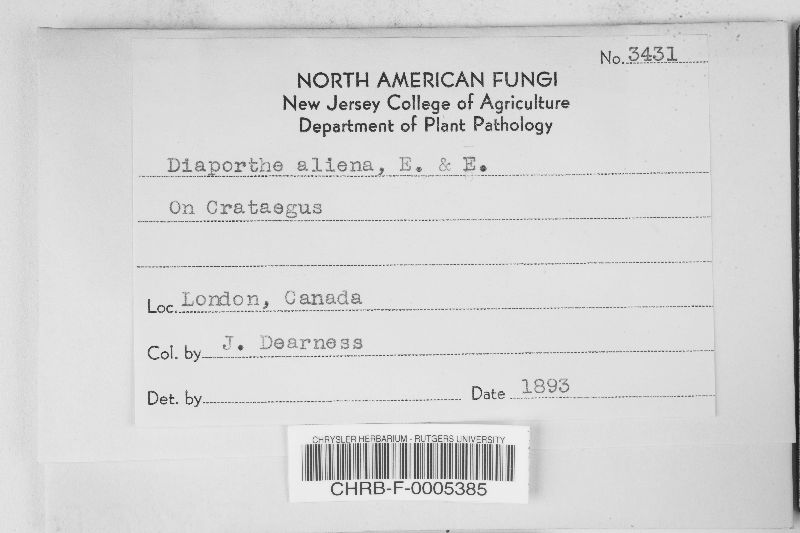 No. 3431
NORTH AMERICAN FUNGI
New Jersey College of Agriculture
Department of Plant Pathology
Diaporthe aliena, E. & E.
On Crataegus
Loc. London, Canada
Col. by J. Dearness
Det. by Date 1893
CHRYSLER HERBARIUM - RUTGERS UNIVERSITY
CHRB-F-0005385